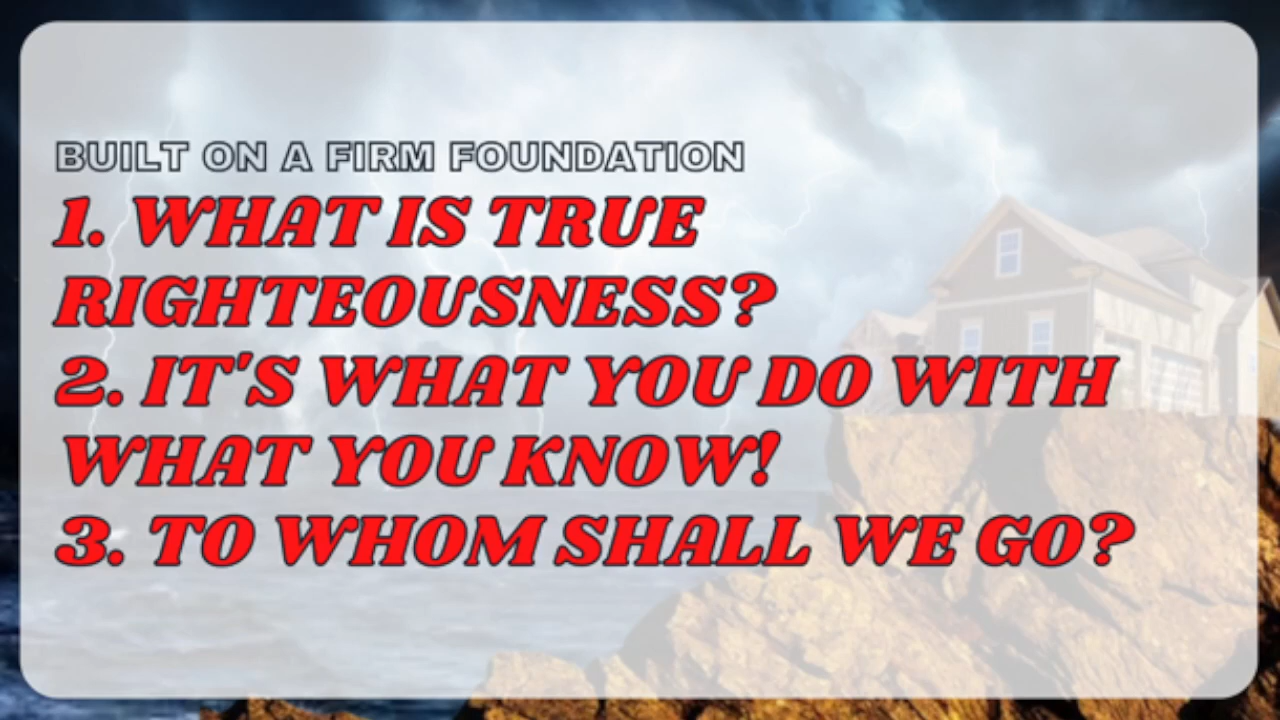 BUILT ON A FIRM FOUNDATION
1. WHAT IS TRUE
RIGHTEOUSNESS?
2. IT'S WHAT YOU DO WITH
WHAT YOU KNOW!
3. TO WHOM SHALL WE GO?